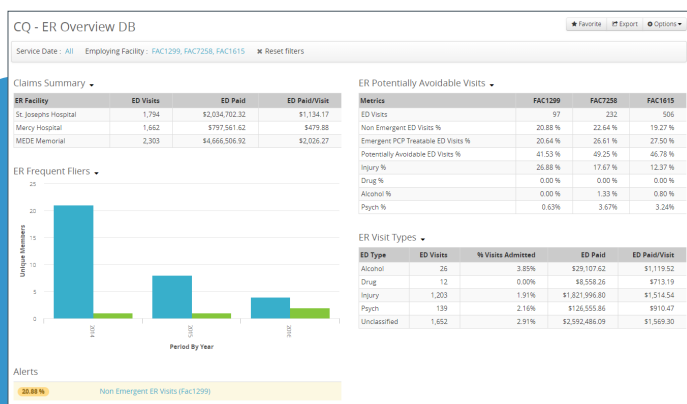 CQ - ER Overview DB
Favorite Export Options
Service Date : All Employing Facility : FAC1299, FAC7258, FAC1615 Reset filters
Claims Summary
ER Facility ED Visits ED Paid ED Paid/Visit
St. Josephs Hospital 1,794 $2,034,702.32 $1,134.17
Mercy Hospital 1,662 $797,561.62 $479.88
MEDE Memorial 2,303 $4,666,506.92 $2,026.27
ER Frequent Fliers
25
20
15
10
5
0
Unique Members
2014 2015 2016
Period By Year
Alerts
20.88 % Non Emergent ER Visits (Fac1299)
ER Potentially Avoidable Visits
Metrics FAC1299 FAC7258 FAC1615
ED Visits 97 232 506
Non Emergent ED Visits % 20.88 % 22.64 % 19.27 %
Emergent PCP Treatable ED Visits % 20.64 % 26.61 % 27.50 %
Potentially Avoidable ED Visits % 41.53 % 49.25 % 46.78 %
Injury % 26.88 % 17.67 % 12.37 %
Drug % 0.00 % 0.00 % 0.00 %
Alcohol % 0.00 % 1.33 % 0.80 %
Psych % 0.63% 3.67% 3.24%
ER Visit Types
ED Type ED Visits % Visits Admitted ED Paid ED Paid/Visit
Alcohol 26 3.85% $29,107.62 $1,119.52
Drug 12 0.00% $8,558.26 $713.19
Injury 1,203 1.91% $1,821,996.80 $1,514.54
Psych 139 2.16% $126,555.86 $910.47
Unclassified 1,652 2.91% $2,592,486.09 $1,569.30